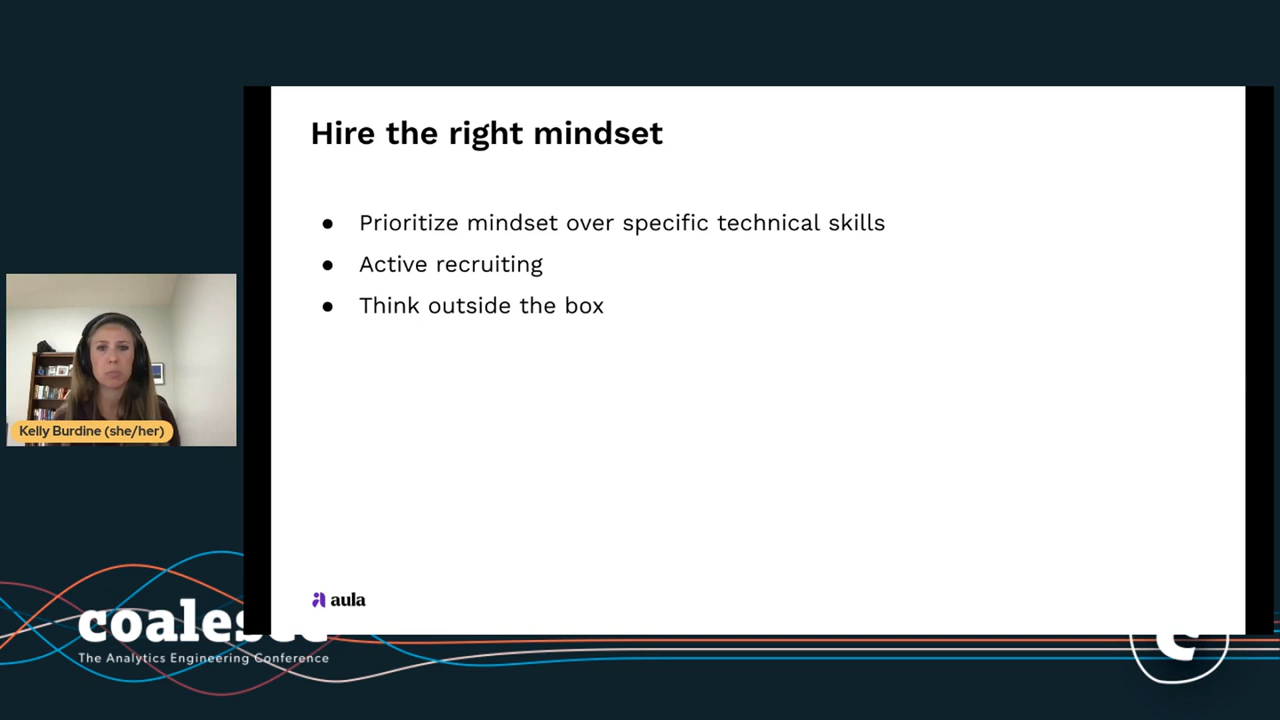 Hire the right mindset
● Prioritize mindset over specific technical skills
● Active recruiting
● Think outside the box
Kelly Burdine (she/her)
aula
The Analytics Engineering Conference